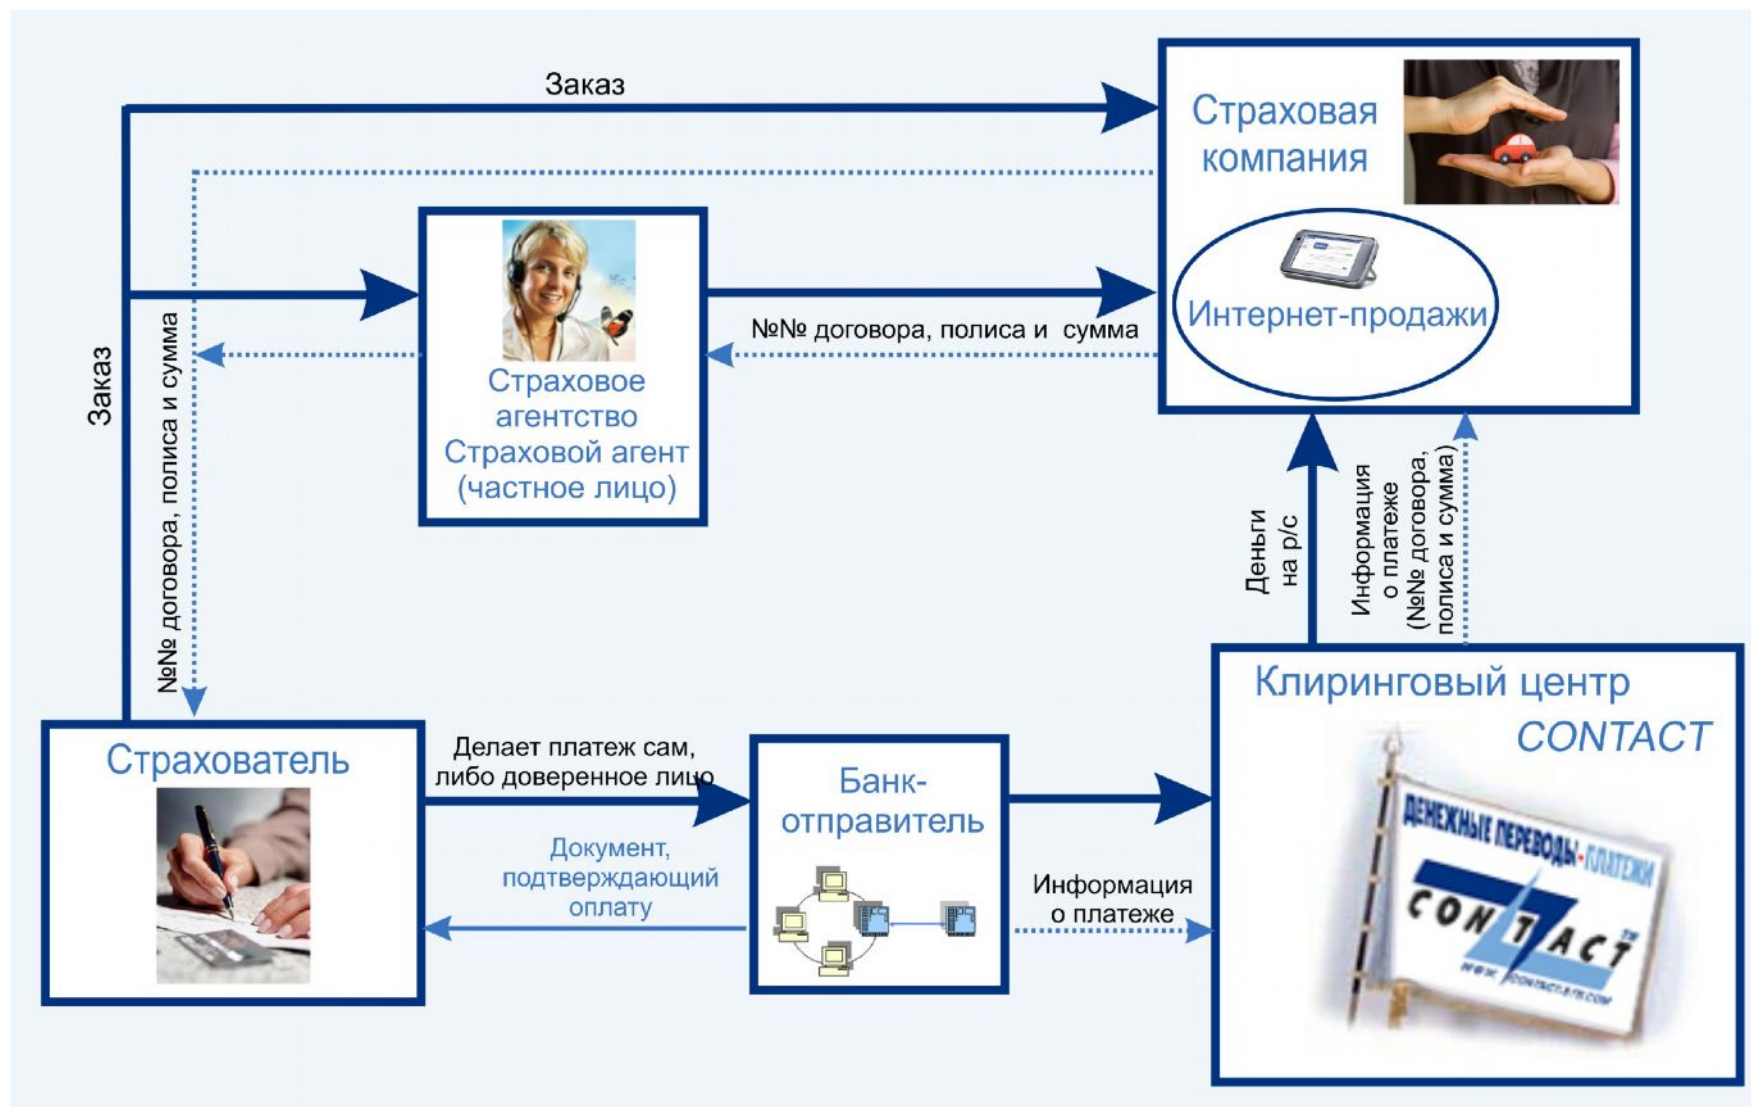 Заказ
Страховая
компания
Интернет-продажи
№№ договора, полиса и сумма
Страховое
агентство
Страховой агент
(частное лицо)
Заказ
№№ договора, полиса и сумма
Деньги
на р/с
Информация
о платеже
(№№ договора,
полиса и сумма)
Страхователь
Делает платеж сам,
либо доверенное лицо
Документ,
подтверждающий
оплату
Банк-
отправитель
Информация
о платеже
Клиринговый центр
CONTACT
ДЕНЕЖНЫЕ ПЕРЕВОДЫ-ПЛАТЕЖИ
CONTACT TM